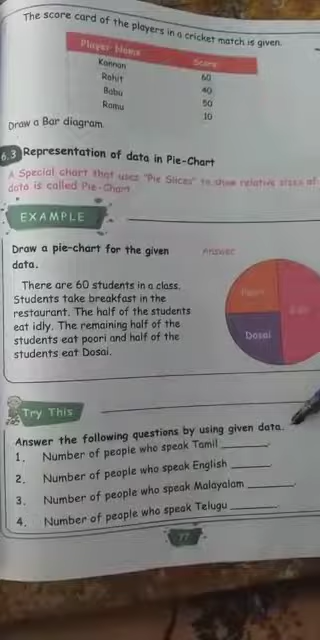 The score card of the players in a cricket match is given.
Player Name Score
Kannan 60
Rohit 40
Babu 50
Ramu 10
Draw a Bar diagram.
6.3 Representation of data in Pie-Chart
A Special chart that uses "Pie Slices" to show relative sizes of
data is called Pie-Chart
EXAMPLE
Draw a pie-chart for the given
data.
Answer
There are 60 students in a class.
Students take breakfast in the
restaurant. The half of the students
eat idly. The remaining half of the
students eat poori and half of the
students eat Dosai.
Poori
Dosai
Try This
Answer the following questions by using given data.
1. Number of people who speak Tamil ________.
2. Number of people who speak English ________.
3. Number of people who speak Malayalam ________.
4. Number of people who speak Telugu ________.
77